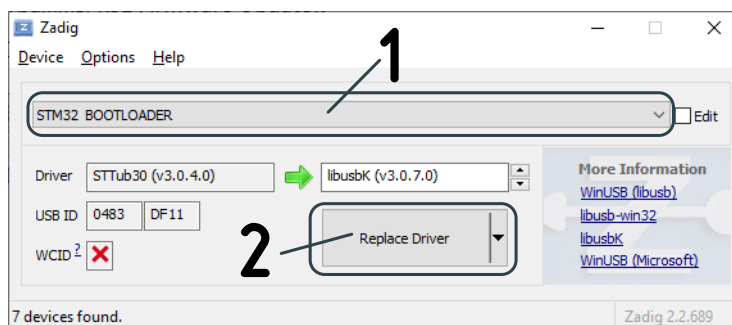 Zadig
Device Options Help
1
STM32 BOOTLOADER
Edit
Driver STTub30 (v3.0.4.0) libusbK (v3.0.7.0)
USB ID 0483 DF11
WCID ?
2
Replace Driver
More Information
WinUSB (libusb)
libusb-win32
libusbK
WinUSB (Microsoft)
7 devices found.
Zadig 2.2.689